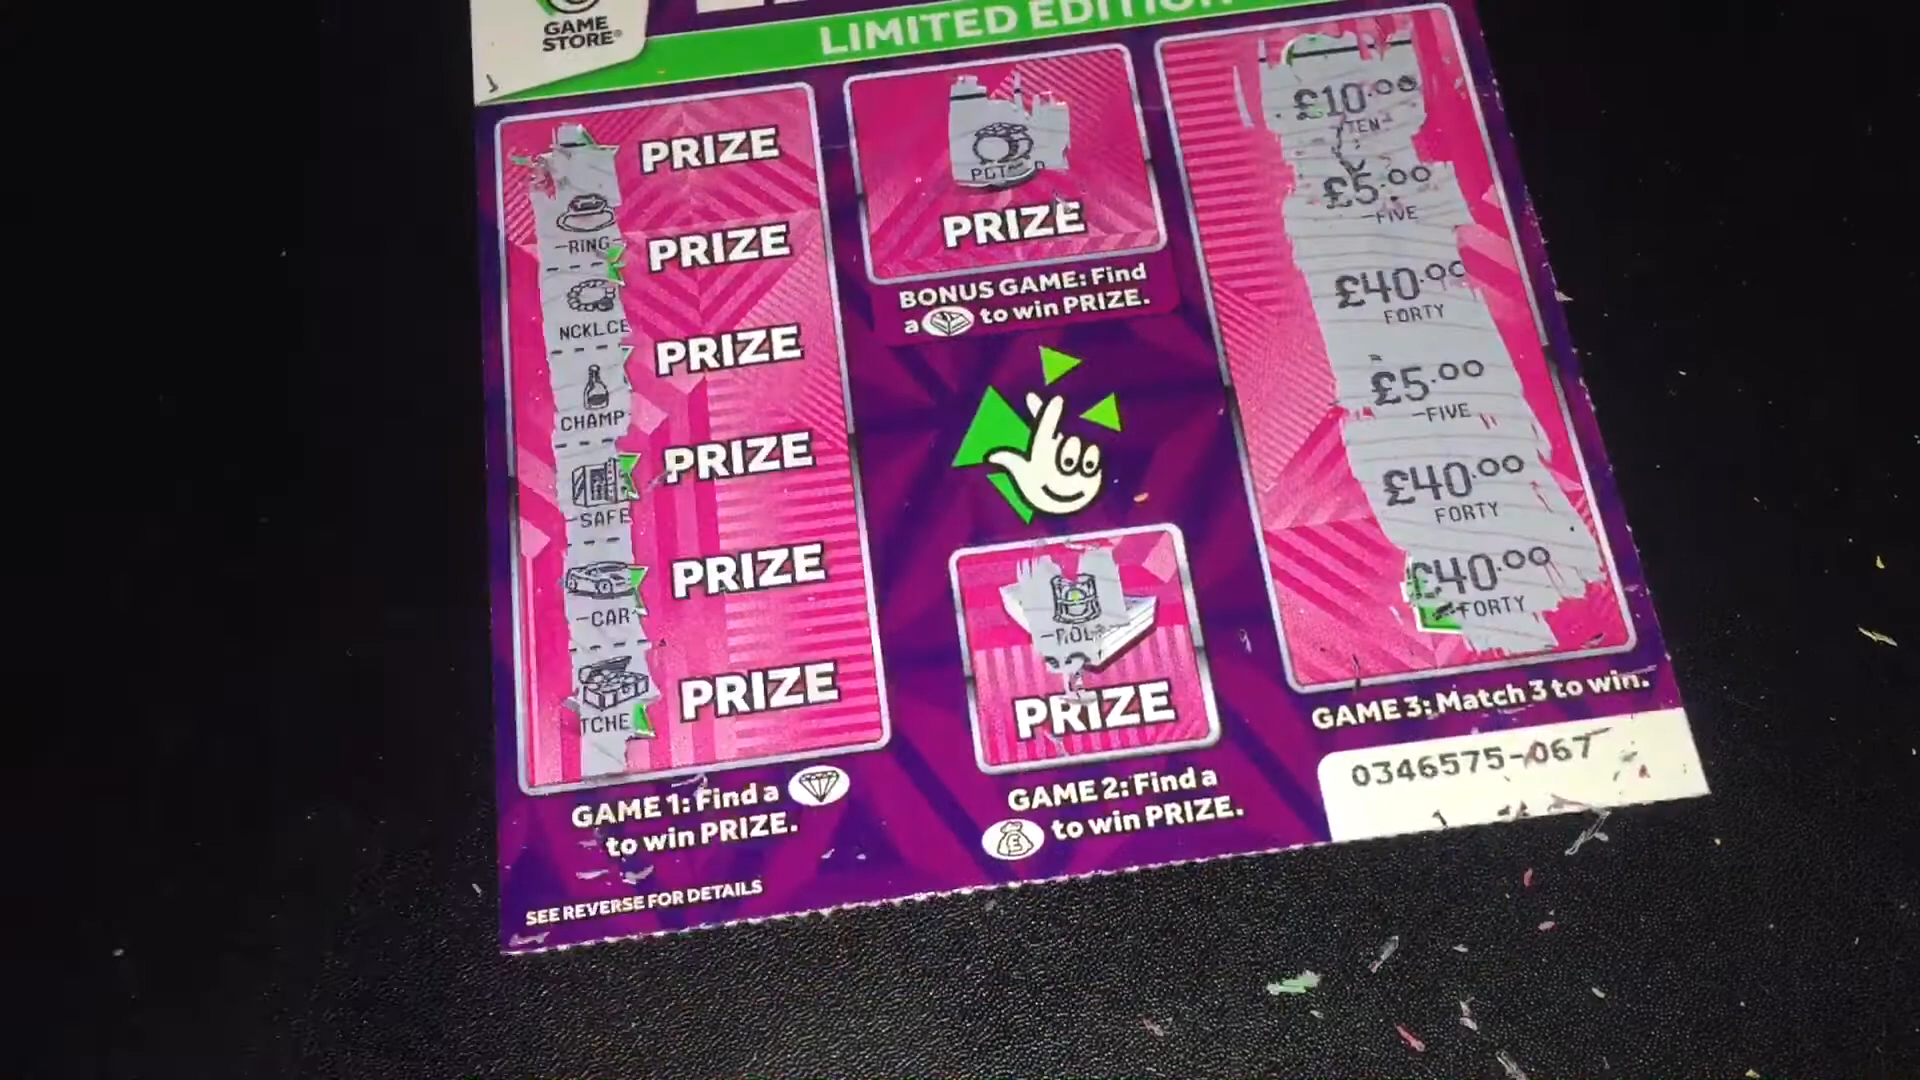 GAME
STORE®
LIMITED EDITION
PRIZE
-RING-
PRIZE
NCKLCE
PRIZE
CHAMP
PRIZE
-SAFE
PRIZE
-CAR-
PRIZE
TCHE
GAME 1: Find a
to win PRIZE.
SEE REVERSE FOR DETAILS
PRIZE
BONUS GAME: Find
a to win PRIZE.
PRIZE
GAME 2: Find a
£ to win PRIZE.
£10.00
TEN
£5.00
-FIVE
£40.00
FORTY
£5.00
-FIVE
£40.00
FORTY
£40.00
FORTY
GAME 3: Match 3 to win.
0346575-067